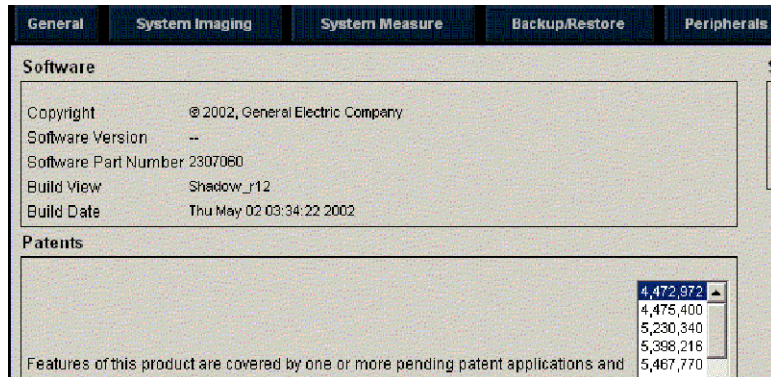 General System Imaging System Measure Backup/Restore Peripherals
Software
Copyright © 2002, General Electric Company
Software Version --
Software Part Number 2307060
Build View Shadow_r12
Build Date Thu May 02 03:34:22 2002
Patents
4,472,972
4,475,400
5,230,340
5,398,216
Features of this product are covered by one or more pending patent applications and 5,467,770